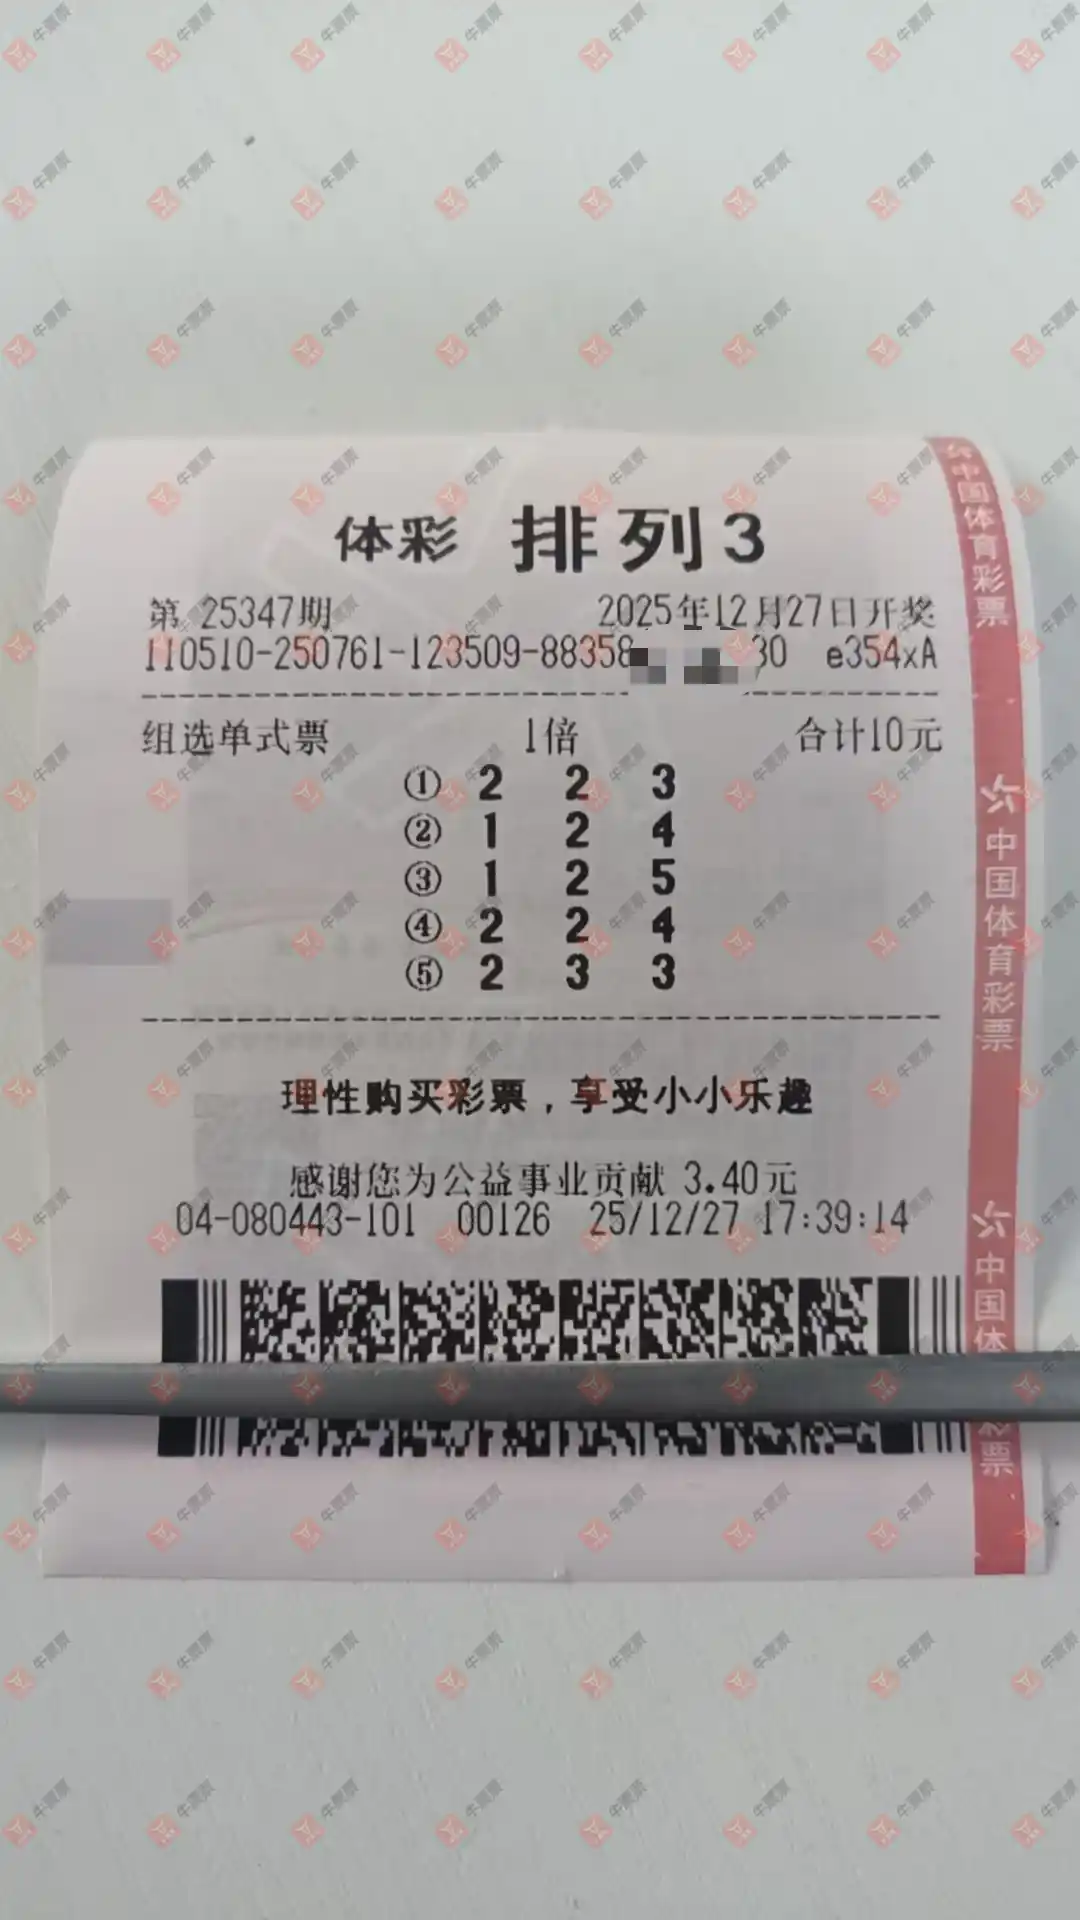 体彩 排列3
第 25347期 2025年12月27日开奖
110510-250761-123509-88358 30 e354xA
组选单式票 1倍 合计10元
① 2 2 3
② 1 2 4
③ 1 2 5
④ 2 2 4
⑤ 2 3 3
理性购买彩票，享受小小乐趣
感谢您为公益事业贡献 3.40元
04-080443-101 00126 25/12/27 17:39:14
中国体育彩票
中国体育彩票
中国体 彩票
牛票票